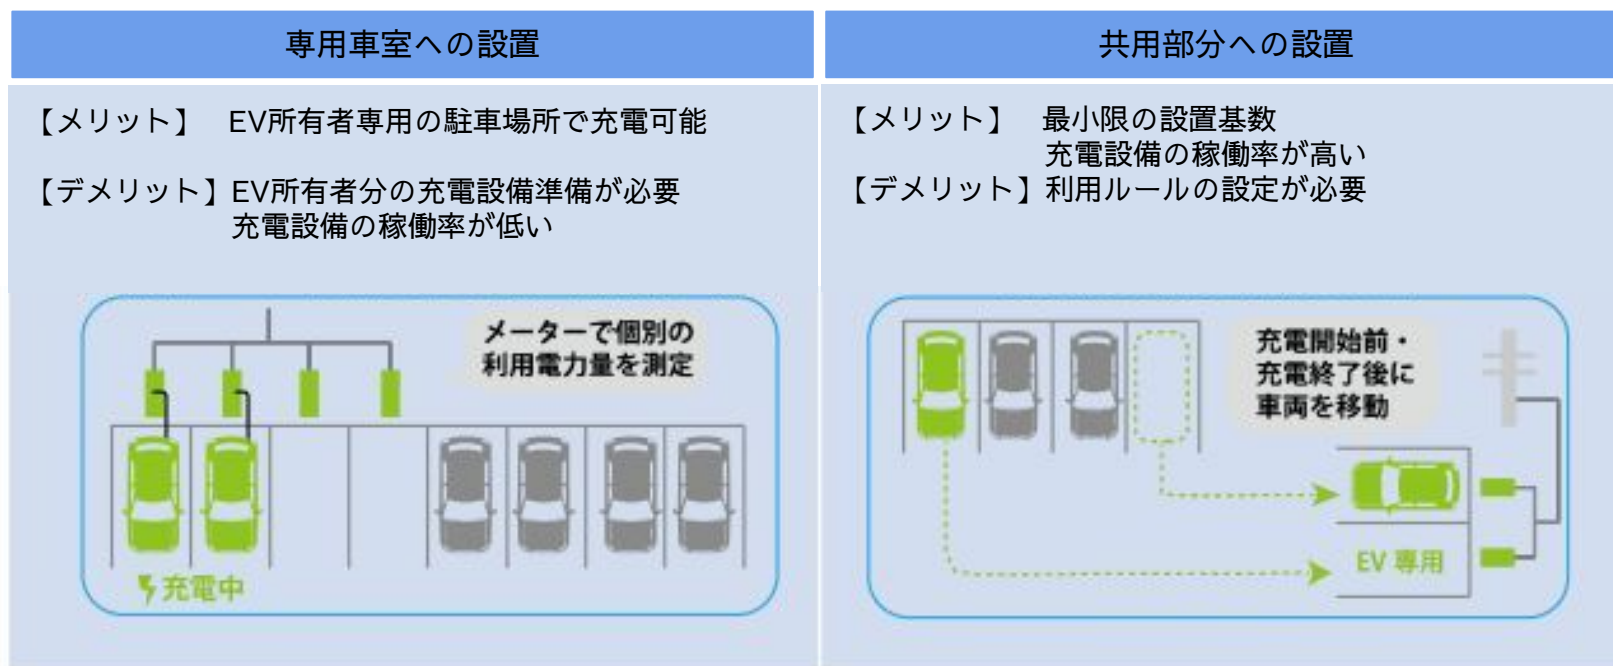 専用車室への設置
【メリット】 EV所有者専用の駐車場所で充電可能
【デメリット】EV所有者分の充電設備準備が必要
充電設備の稼働率が低い
メーターで個別の
利用電力量を測定
充電中
共用部分への設置
【メリット】 最小限の設置基数
充電設備の稼働率が高い
【デメリット】利用ルールの設定が必要
充電開始前・
充電終了後に
車両を移動
EV 専用